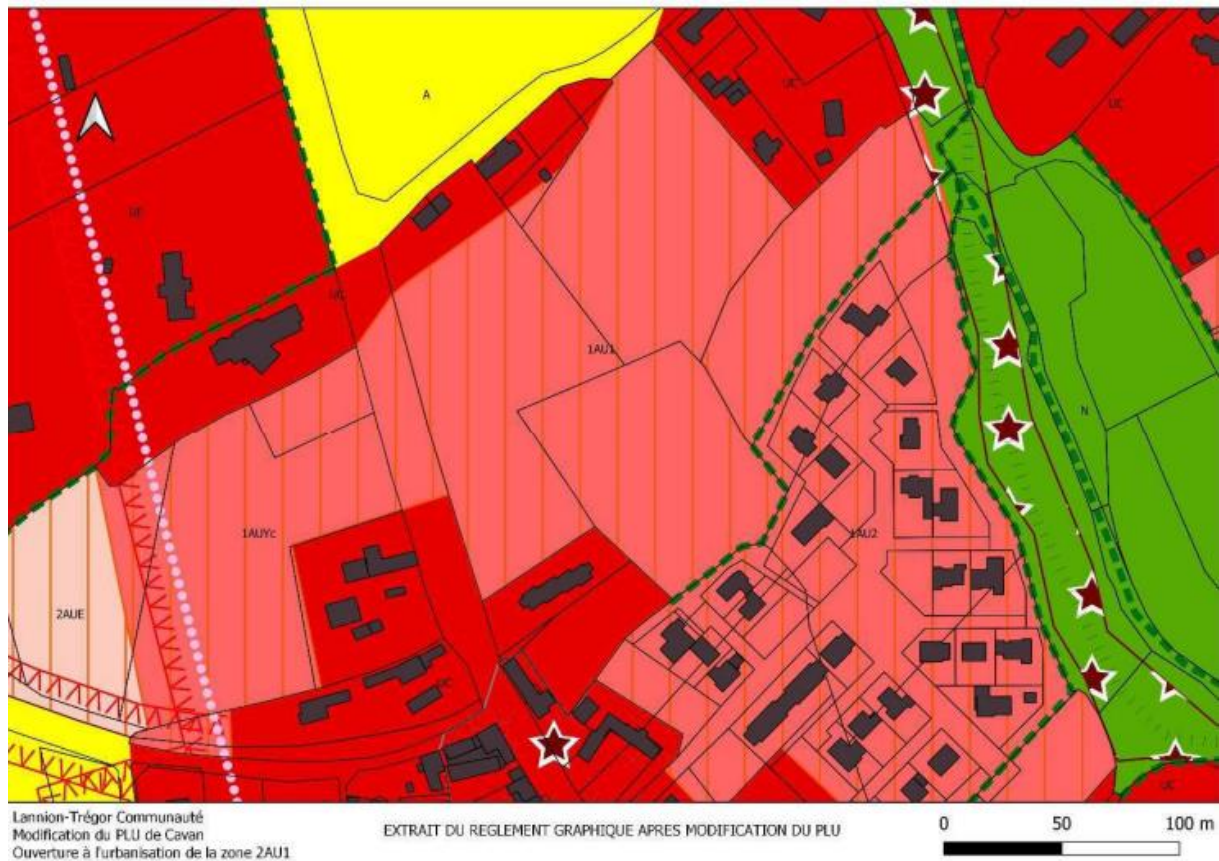 A
UC
UC
UE
UC
1AU1
N
1AUYc
1AU2
2AUE
UC
UC
Lannion-Trégor Communauté
Modification du PLU de Cavan
Ouverture à l'urbanisation de la zone 2AU1
EXTRAIT DU REGLEMENT GRAPHIQUE APRES MODIFICATION DU PLU
0 50 100 m